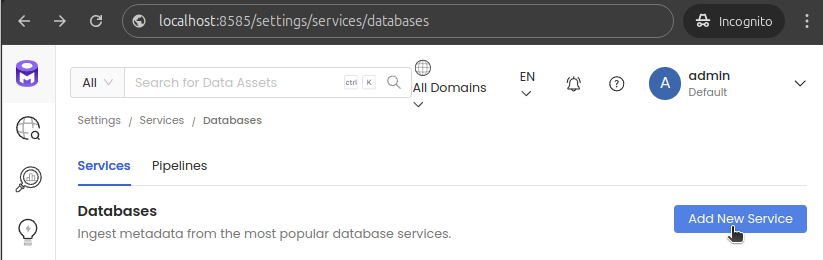 localhost:8585/settings/services/databases
Incognito
All
Search for Data Assets
ctrl K
All Domains
EN
A
admin
Default
Settings / Services / Databases
Services
Pipelines
Databases
Add New Service
Ingest metadata from the most popular database services.